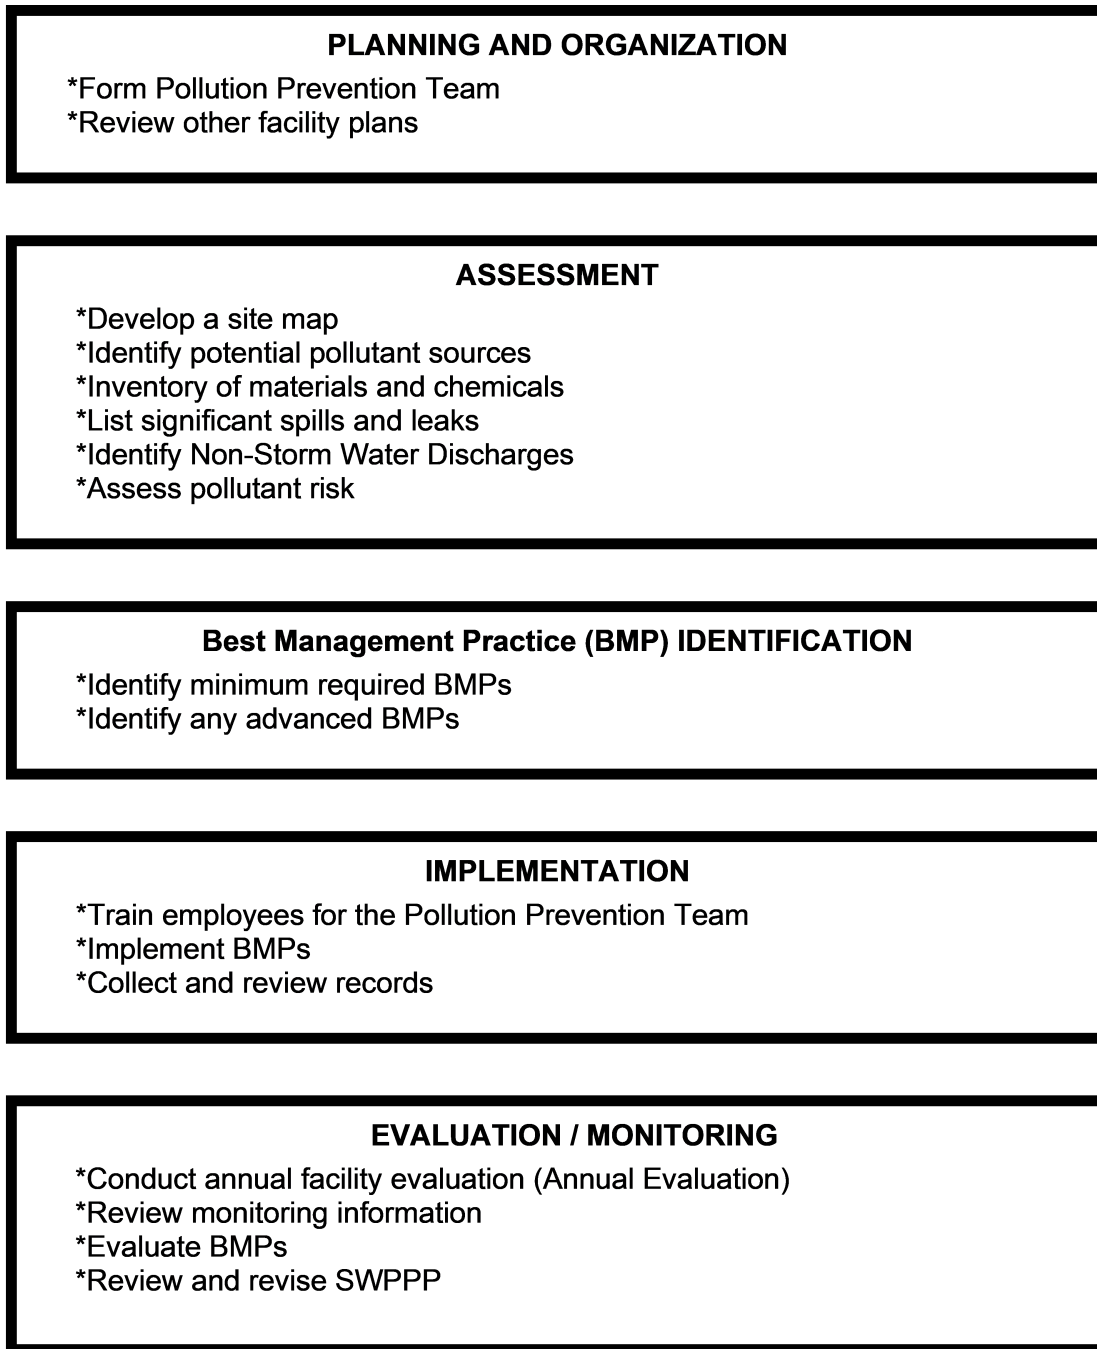 PLANNING AND ORGANIZATION
*Form Pollution Prevention Team
*Review other facility plans
ASSESSMENT
*Develop a site map
*Identify potential pollutant sources
*Inventory of materials and chemicals
*List significant spills and leaks
*Identify Non-Storm Water Discharges
*Assess pollutant risk
Best Management Practice (BMP) IDENTIFICATION
*Identify minimum required BMPs
*Identify any advanced BMPs
IMPLEMENTATION
*Train employees for the Pollution Prevention Team
*Implement BMPs
*Collect and review records
EVALUATION / MONITORING
*Conduct annual facility evaluation (Annual Evaluation)
*Review monitoring information
*Evaluate BMPs
*Review and revise SWPPP